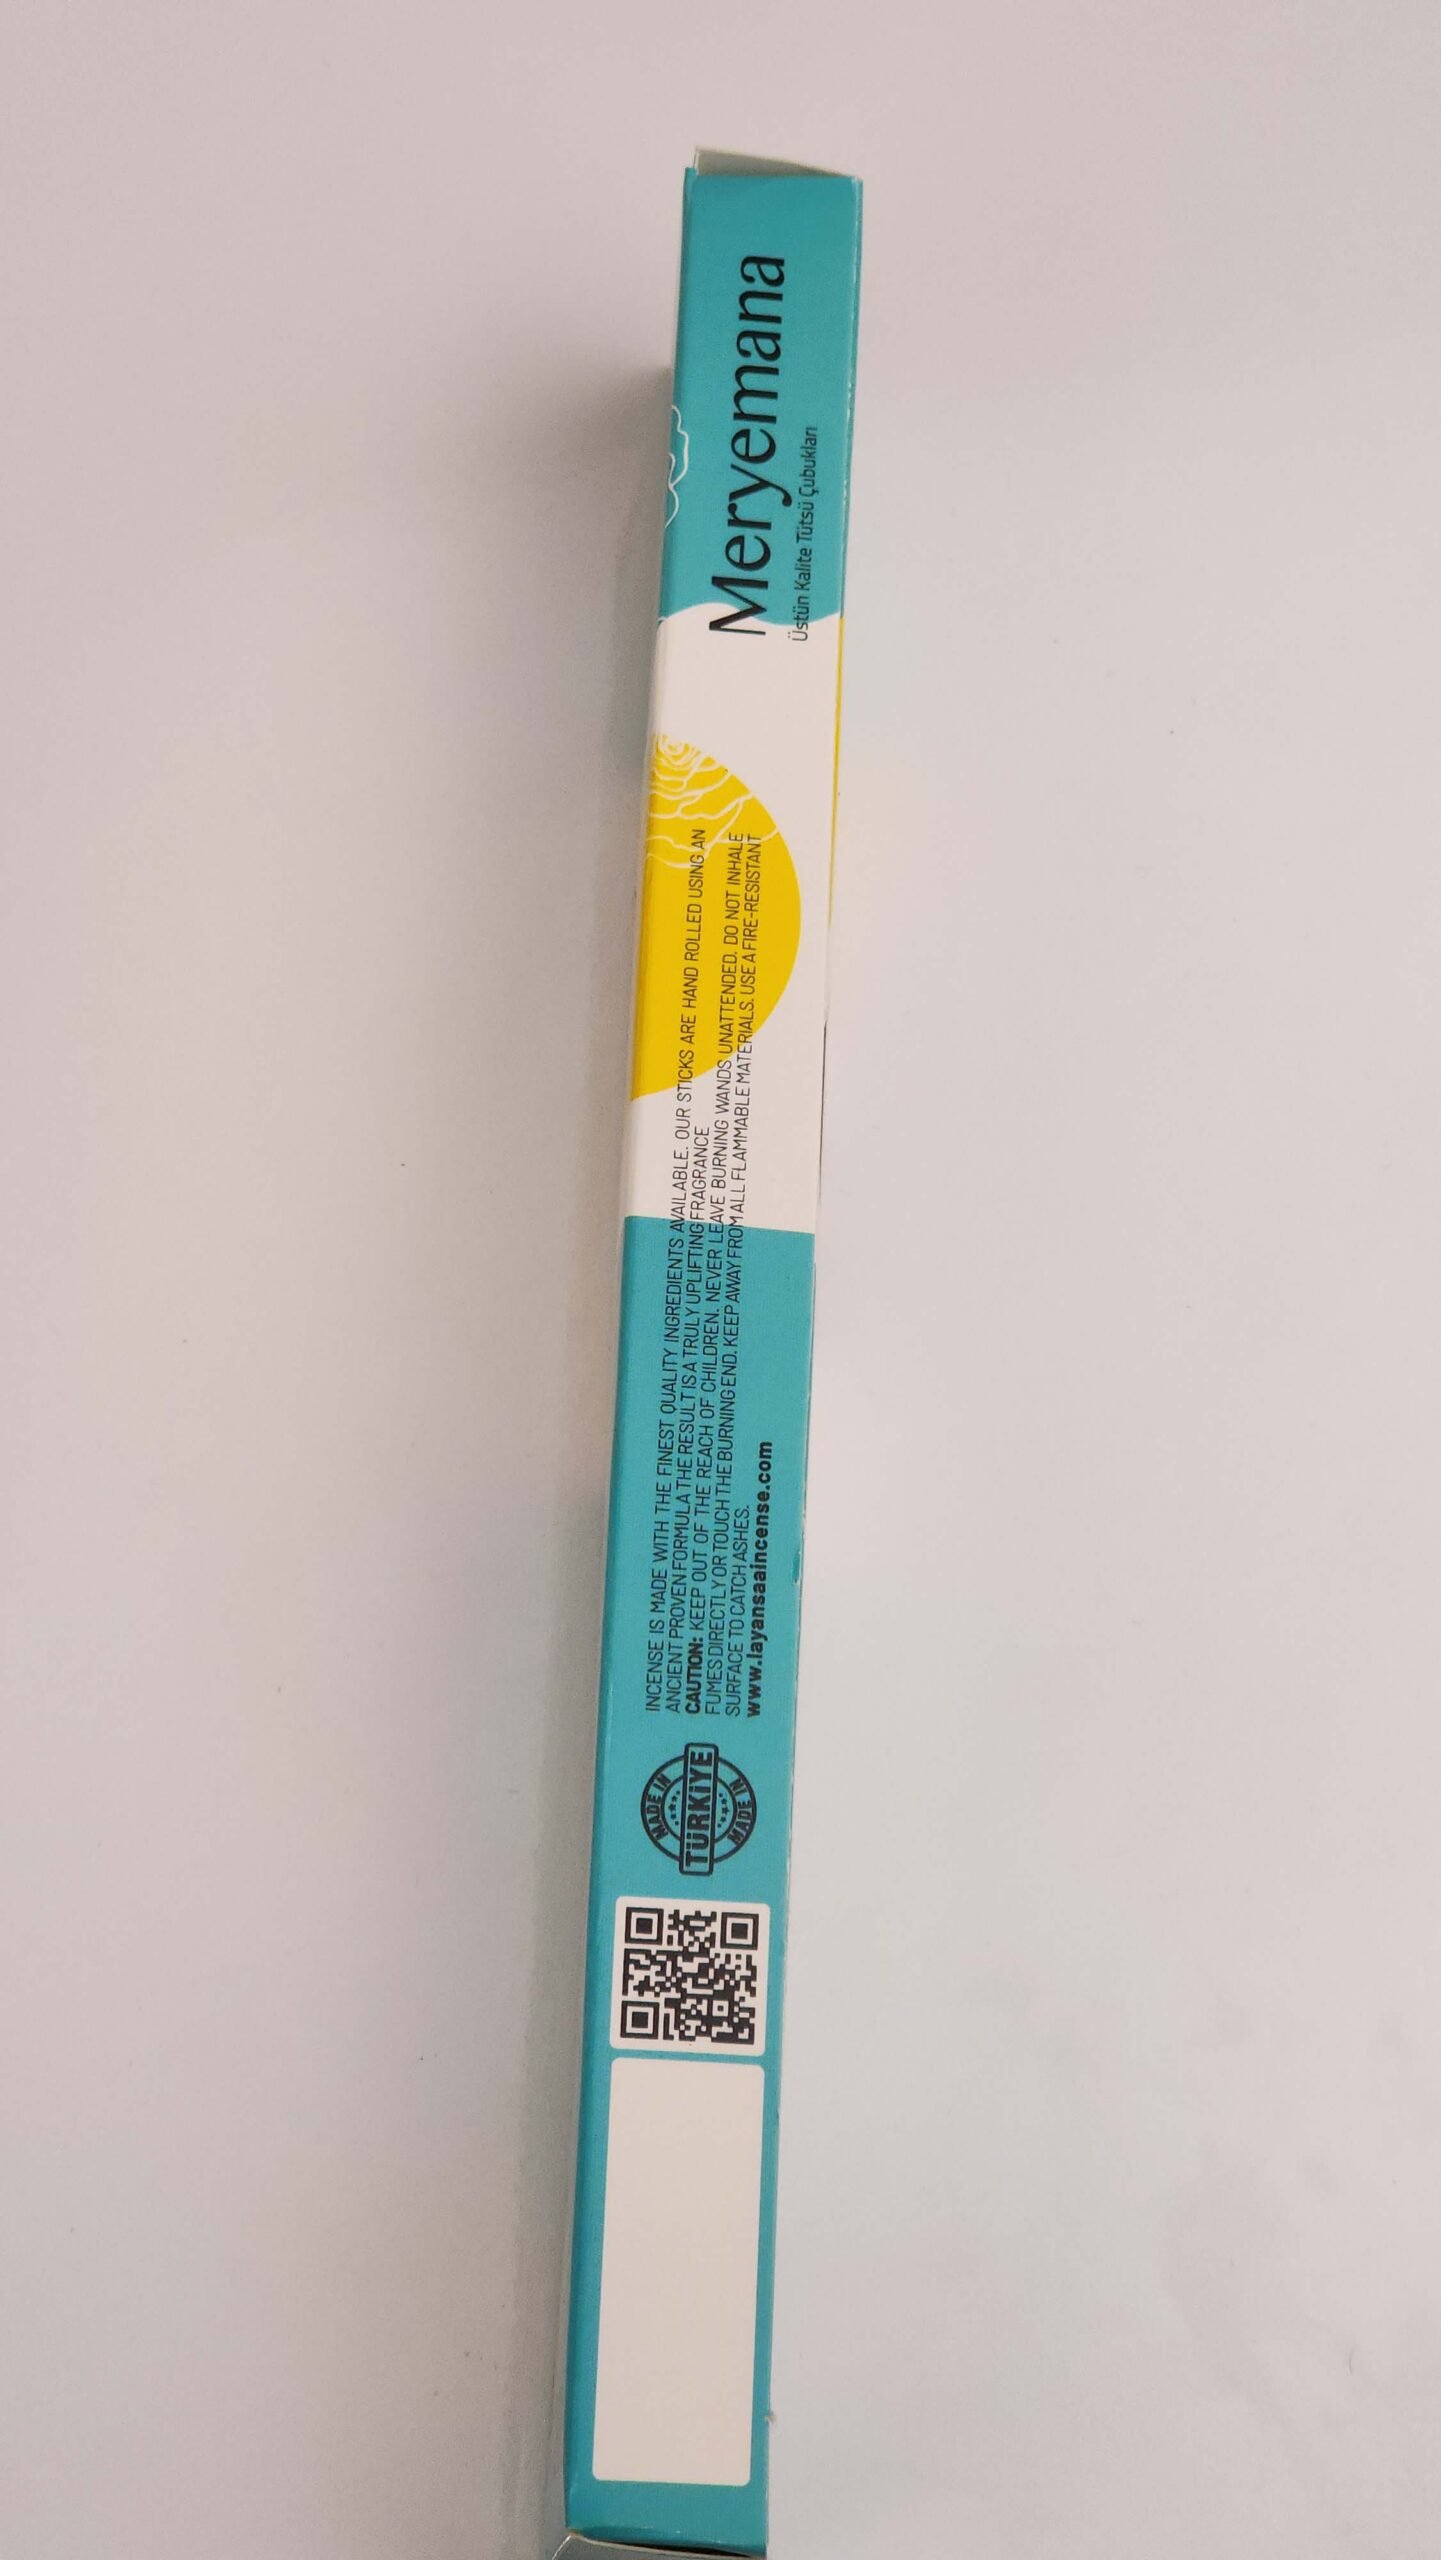 Meryemana
Üstün Kalite Tütsü Çubukları
INCENSE IS MADE WITH THE FINEST QUALITY INGREDIENTS AVAILABLE. OUR STICKS ARE HAND ROLLED USING AN
ANCIENT PROVEN FORMULA THE RESULT IS A TRULY UPLIFTING FRAGRANCE
CAUTION: KEEP OUT OF THE REACH OF CHILDREN. NEVER LEAVE BURNING WANDS UNATTENDED. DO NOT INHALE
FUMES DIRECTLY OR TOUCH THE BURNING END. KEEP AWAY FROM ALL FLAMMABLE MATERIALS. USE A FIRE-RESISTANT
SURFACE TO CATCH ASHES.
www.layansaaincense.com
MADE IN
TÜRKİYE
MADE IN